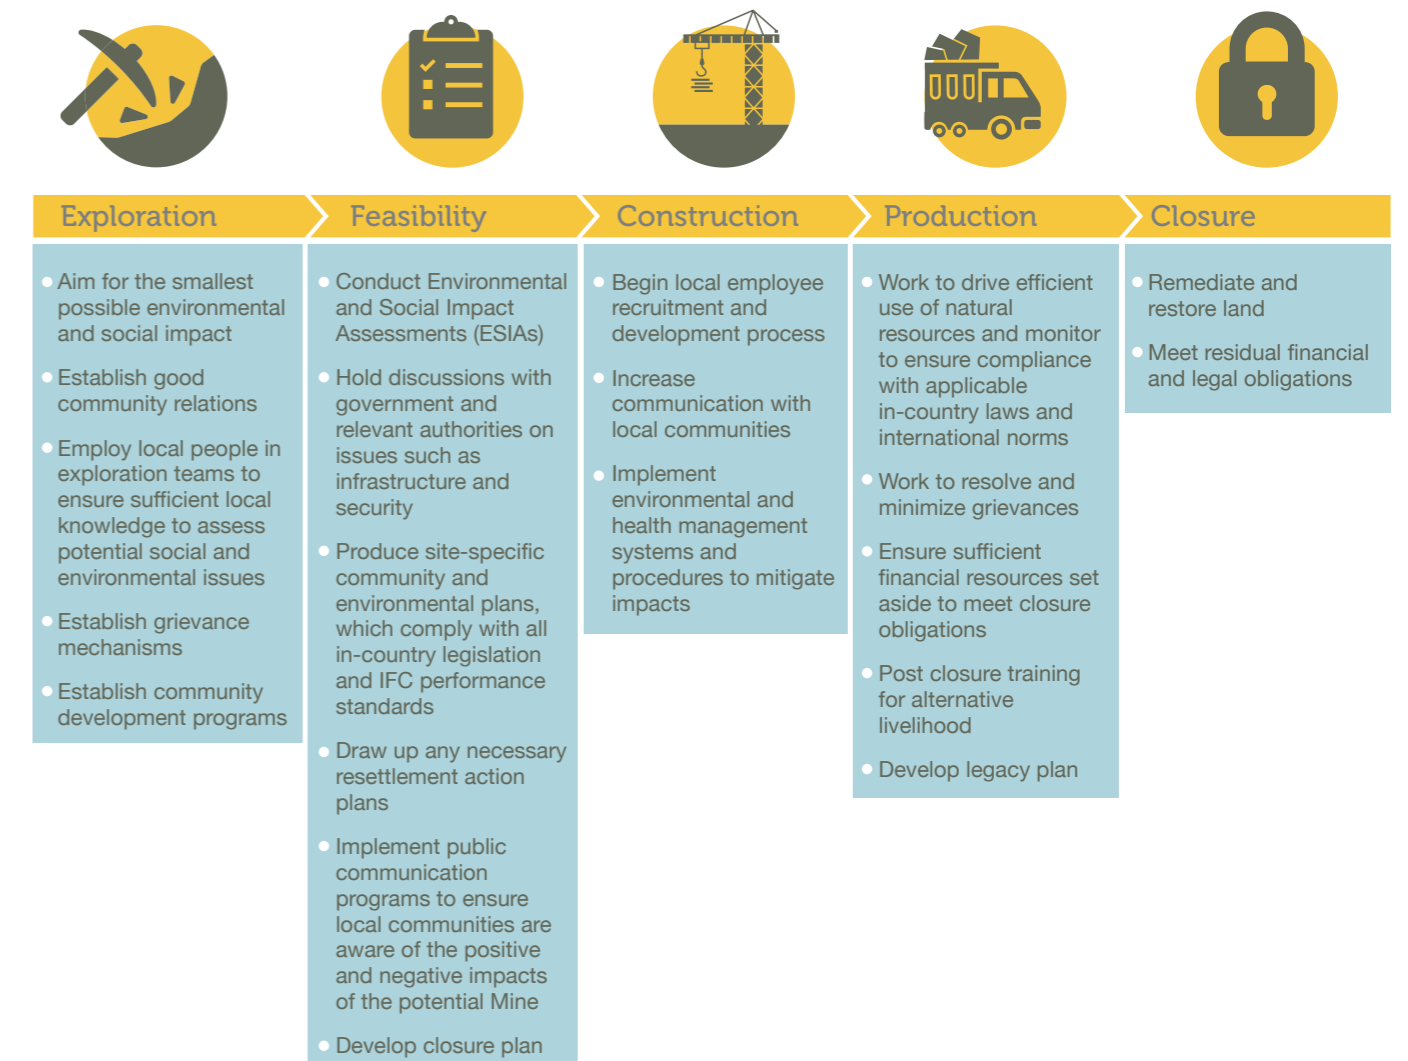 Exploration
Feasibility
Construction
Production
Closure
Aim for the smallest
possible environmental
and social impact
Establish good
community relations
Employ local people in
exploration teams to
ensure sufficient local
knowledge to assess
potential social and
environmental issues
Establish grievance
mechanisms
Establish community
development programs
Conduct Environmental
and Social Impact
Assessments (ESIAs)
Hold discussions with
government and
relevant authorities on
issues such as
infrastructure and
security
Produce site-specific
community and
environmental plans,
which comply with all
in-country legislation
and IFC performance
standards
Draw up any necessary
resettlement action
plans
Implement public
communication
programs to ensure
local communities are
aware of the positive
and negative impacts
of the potential Mine
Develop closure plan
Begin local employee
recruitment and
development process
Increase
communication with
local communities
Implement
environmental and
health management
systems and
procedures to mitigate
impacts
Work to drive efficient
use of natural
resources and monitor
to ensure compliance
with applicable
in-country laws and
international norms
Work to resolve and
minimize grievances
Ensure sufficient
financial resources set
aside to meet closure
obligations
Post closure training
for alternative
livelihood
Develop legacy plan
Remediate and
restore land
Meet residual financial
and legal obligations